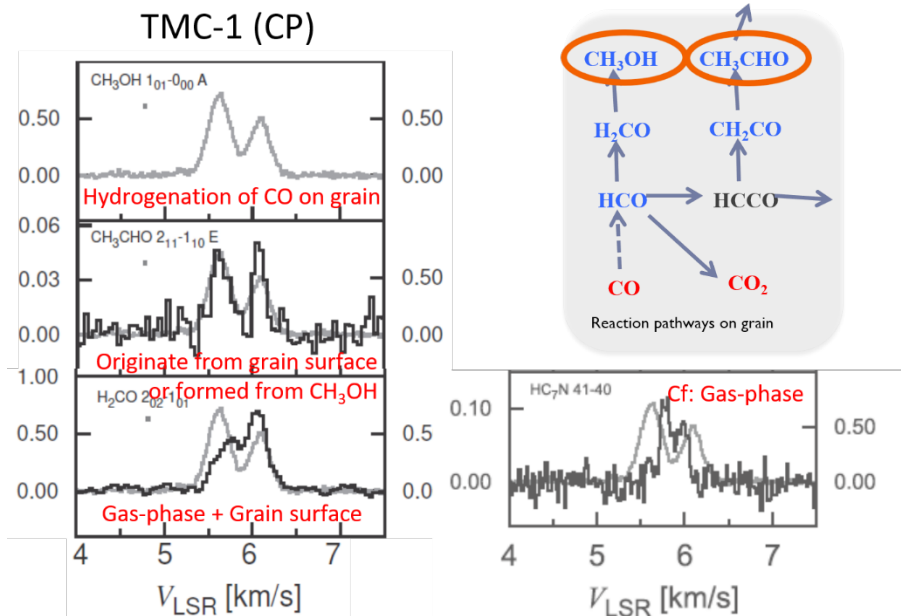 TMC-1 (CP)
CH₃OH 1₀₁-0₀₀ A
0.50
0.50
0.00
0.00
Hydrogenation of CO on grain
0.06
CH₃CHO 2₁₁-1₁₀ E
0.03
0.50
0.00
0.00
Originate from grain surface
or formed from CH₃OH
1.00
H₂CO 2₀₂-1₀₁
0.50
0.50
0.00
0.00
Gas-phase + Grain surface
4 5 6 7
V_LSR [km/s]
CH₃OH CH₃CHO
H₂CO CH₂CO
HCO HCCO
CO CO₂
Reaction pathways on grain
HC₇N 41-40
Cf: Gas-phase
0.10
0.50
0.00
0.00
4 5 6 7
V_LSR [km/s]